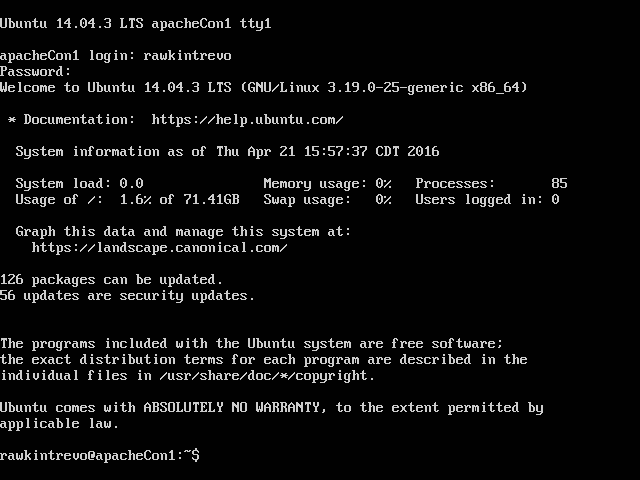 Ubuntu 14.04.3 LTS apacheCon1 tty1
apacheCon1 login: rawkintrevo
Password:
Welcome to Ubuntu 14.04.3 LTS (GNU/Linux 3.19.0-25-generic x86_64)
* Documentation:  https://help.ubuntu.com/
System information as of Thu Apr 21 15:57:37 CDT 2016
System load: 0.0               Memory usage: 0%   Processes:       85
Usage of /:  1.6% of 71.41GB   Swap usage:   0%   Users logged in: 0
Graph this data and manage this system at:
https://landscape.canonical.com/
126 packages can be updated.
56 updates are security updates.
The programs included with the Ubuntu system are free software;
the exact distribution terms for each program are described in the
individual files in /usr/share/doc/*/copyright.
Ubuntu comes with ABSOLUTELY NO WARRANTY, to the extent permitted by
applicable law.
rawkintrevo@apacheCon1:~$